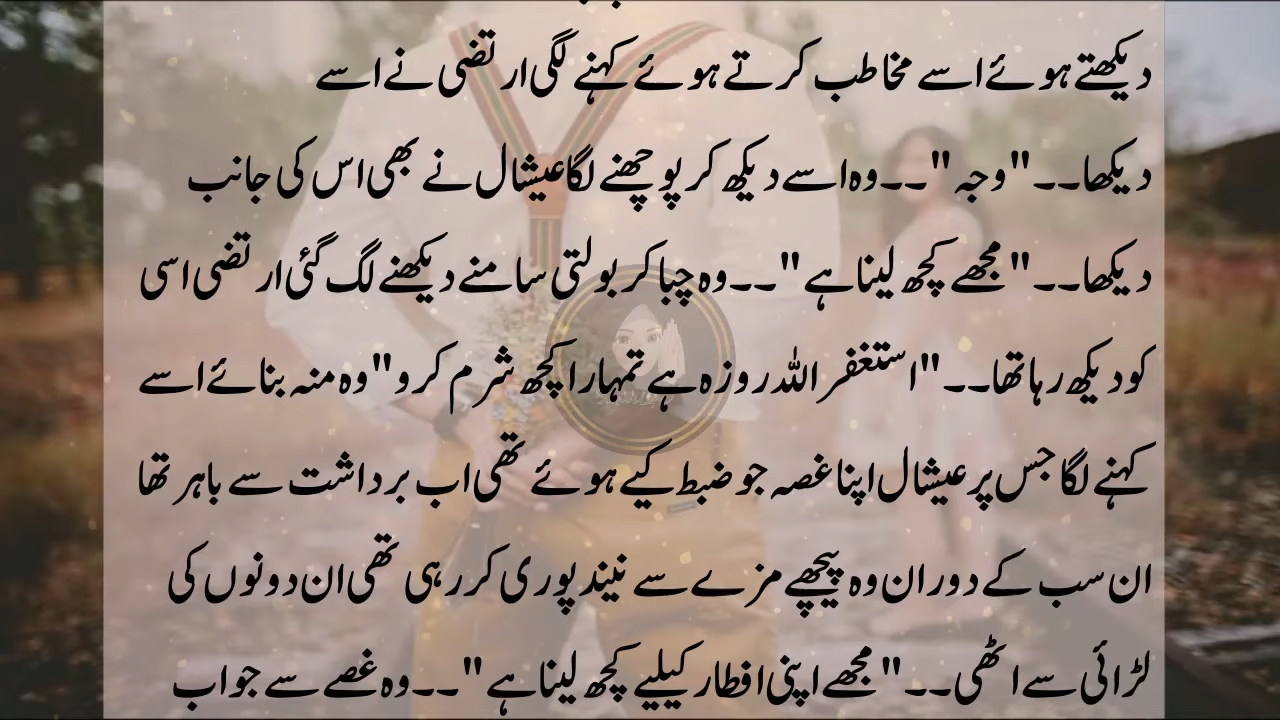 دیکھتے ہوئے اسے مخاطب کرتے ہوئے کہنے لگی ارتضی نے اسے
دیکھا۔۔"وجہ"۔۔وہ اسے دیکھ کر پوچھنے لگا عیشال نے بھی اس کی جانب
دیکھا۔۔"مجھے کچھ لینا ہے"۔۔وہ چبا کر بولتی سامنے دیکھنے لگ گئی ارتضی اسی
کو دیکھ رہا تھا۔۔"استغفر اللہ روزہ ہے تمہارا کچھ شرم کرو"وہ منہ بنائے اسے
کہنے لگا جس پر عیشال اپنا غصہ جو ضبط کیے ہوئے تھی اب برداشت سے باہر تھا
ان سب کے دوران وہ پیچھے مزے سے نیند پوری کر رہی تھی ان دونوں کی
لڑائی سے اٹھی۔۔"مجھے اپنی افطار کیلیے کچھ لینا ہے"۔۔وہ غصے سے جواب